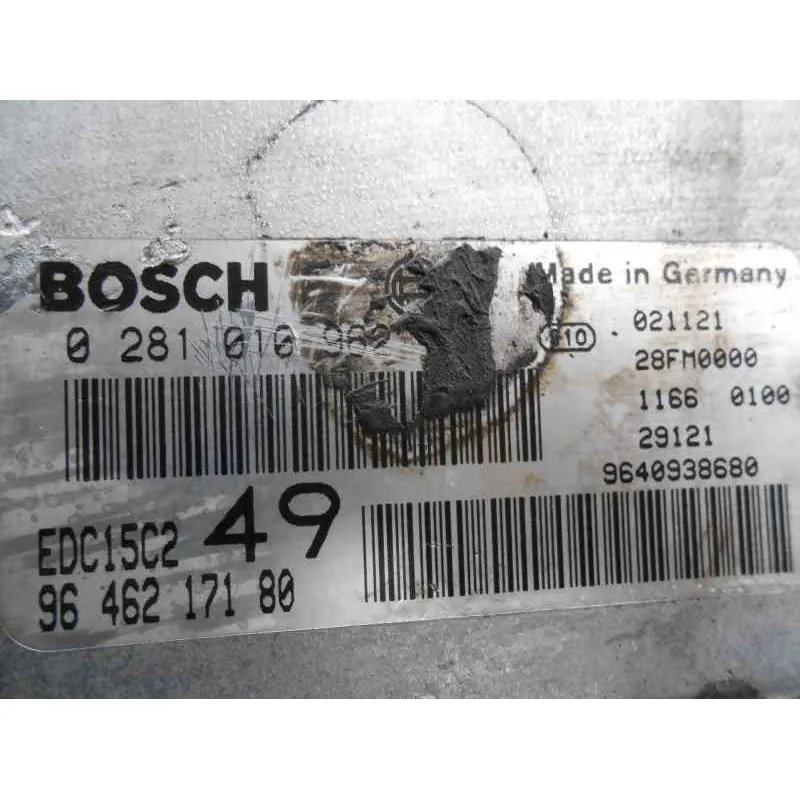 BOSCH
Made in Germany
0 281 010
021121
28FM0000
1166 0100
29121
9640938680
EDC15C2 49
96 462 171 80